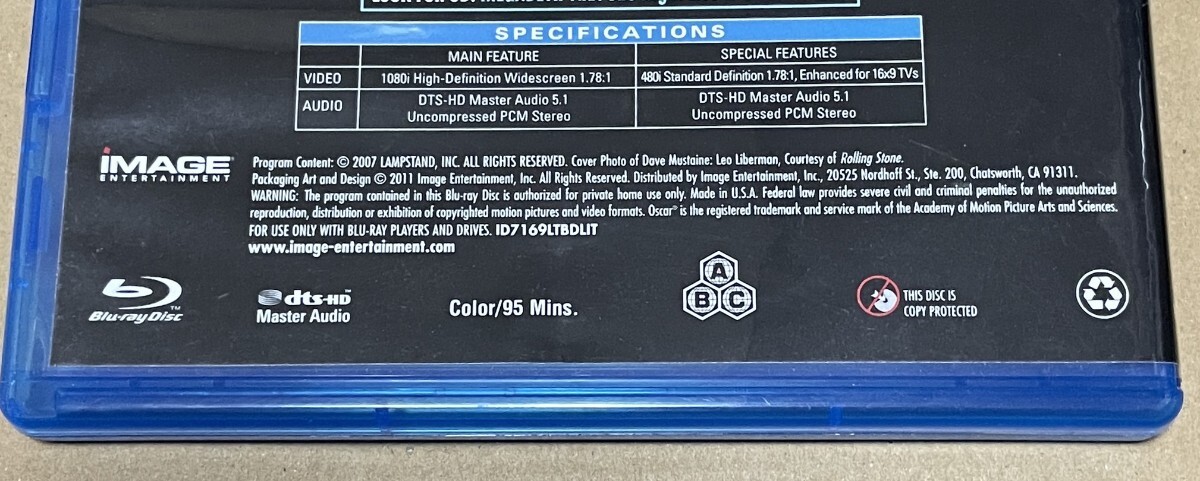 SPECIFICATIONS
MAIN FEATURE SPECIAL FEATURES
VIDEO 1080i High-Definition Widescreen 1.78:1 480i Standard Definition 1.78:1, Enhanced for 16x9 TVs
AUDIO DTS-HD Master Audio 5.1 DTS-HD Master Audio 5.1
Uncompressed PCM Stereo Uncompressed PCM Stereo
iMAGE
ENTERTAINMENT
Program Content: © 2007 LAMPSTAND, INC. ALL RIGHTS RESERVED. Cover Photo of Dave Mustaine: Leo Liberman, Courtesy of Rolling Stone.
Packaging Art and Design © 2011 Image Entertainment, Inc. All Rights Reserved. Distributed by Image Entertainment, Inc., 20525 Nordhoff St., Ste. 200, Chatsworth, CA 91311.
WARNING: The program contained in this Blu-ray Disc is authorized for private home use only. Made in U.S.A. Federal law provides severe civil and criminal penalties for the unauthorized
reproduction, distribution or exhibition of copyrighted motion pictures and video formats. Oscar® is the registered trademark and service mark of the Academy of Motion Picture Arts and Sciences.
FOR USE ONLY WITH BLU-RAY PLAYERS AND DRIVES. ID7169LTBDLIT
www.image-entertainment.com
Blu-ray Disc™
dts-HD™
Master Audio
Color/95 Mins.
A
B C
THIS DISC IS
COPY PROTECTED